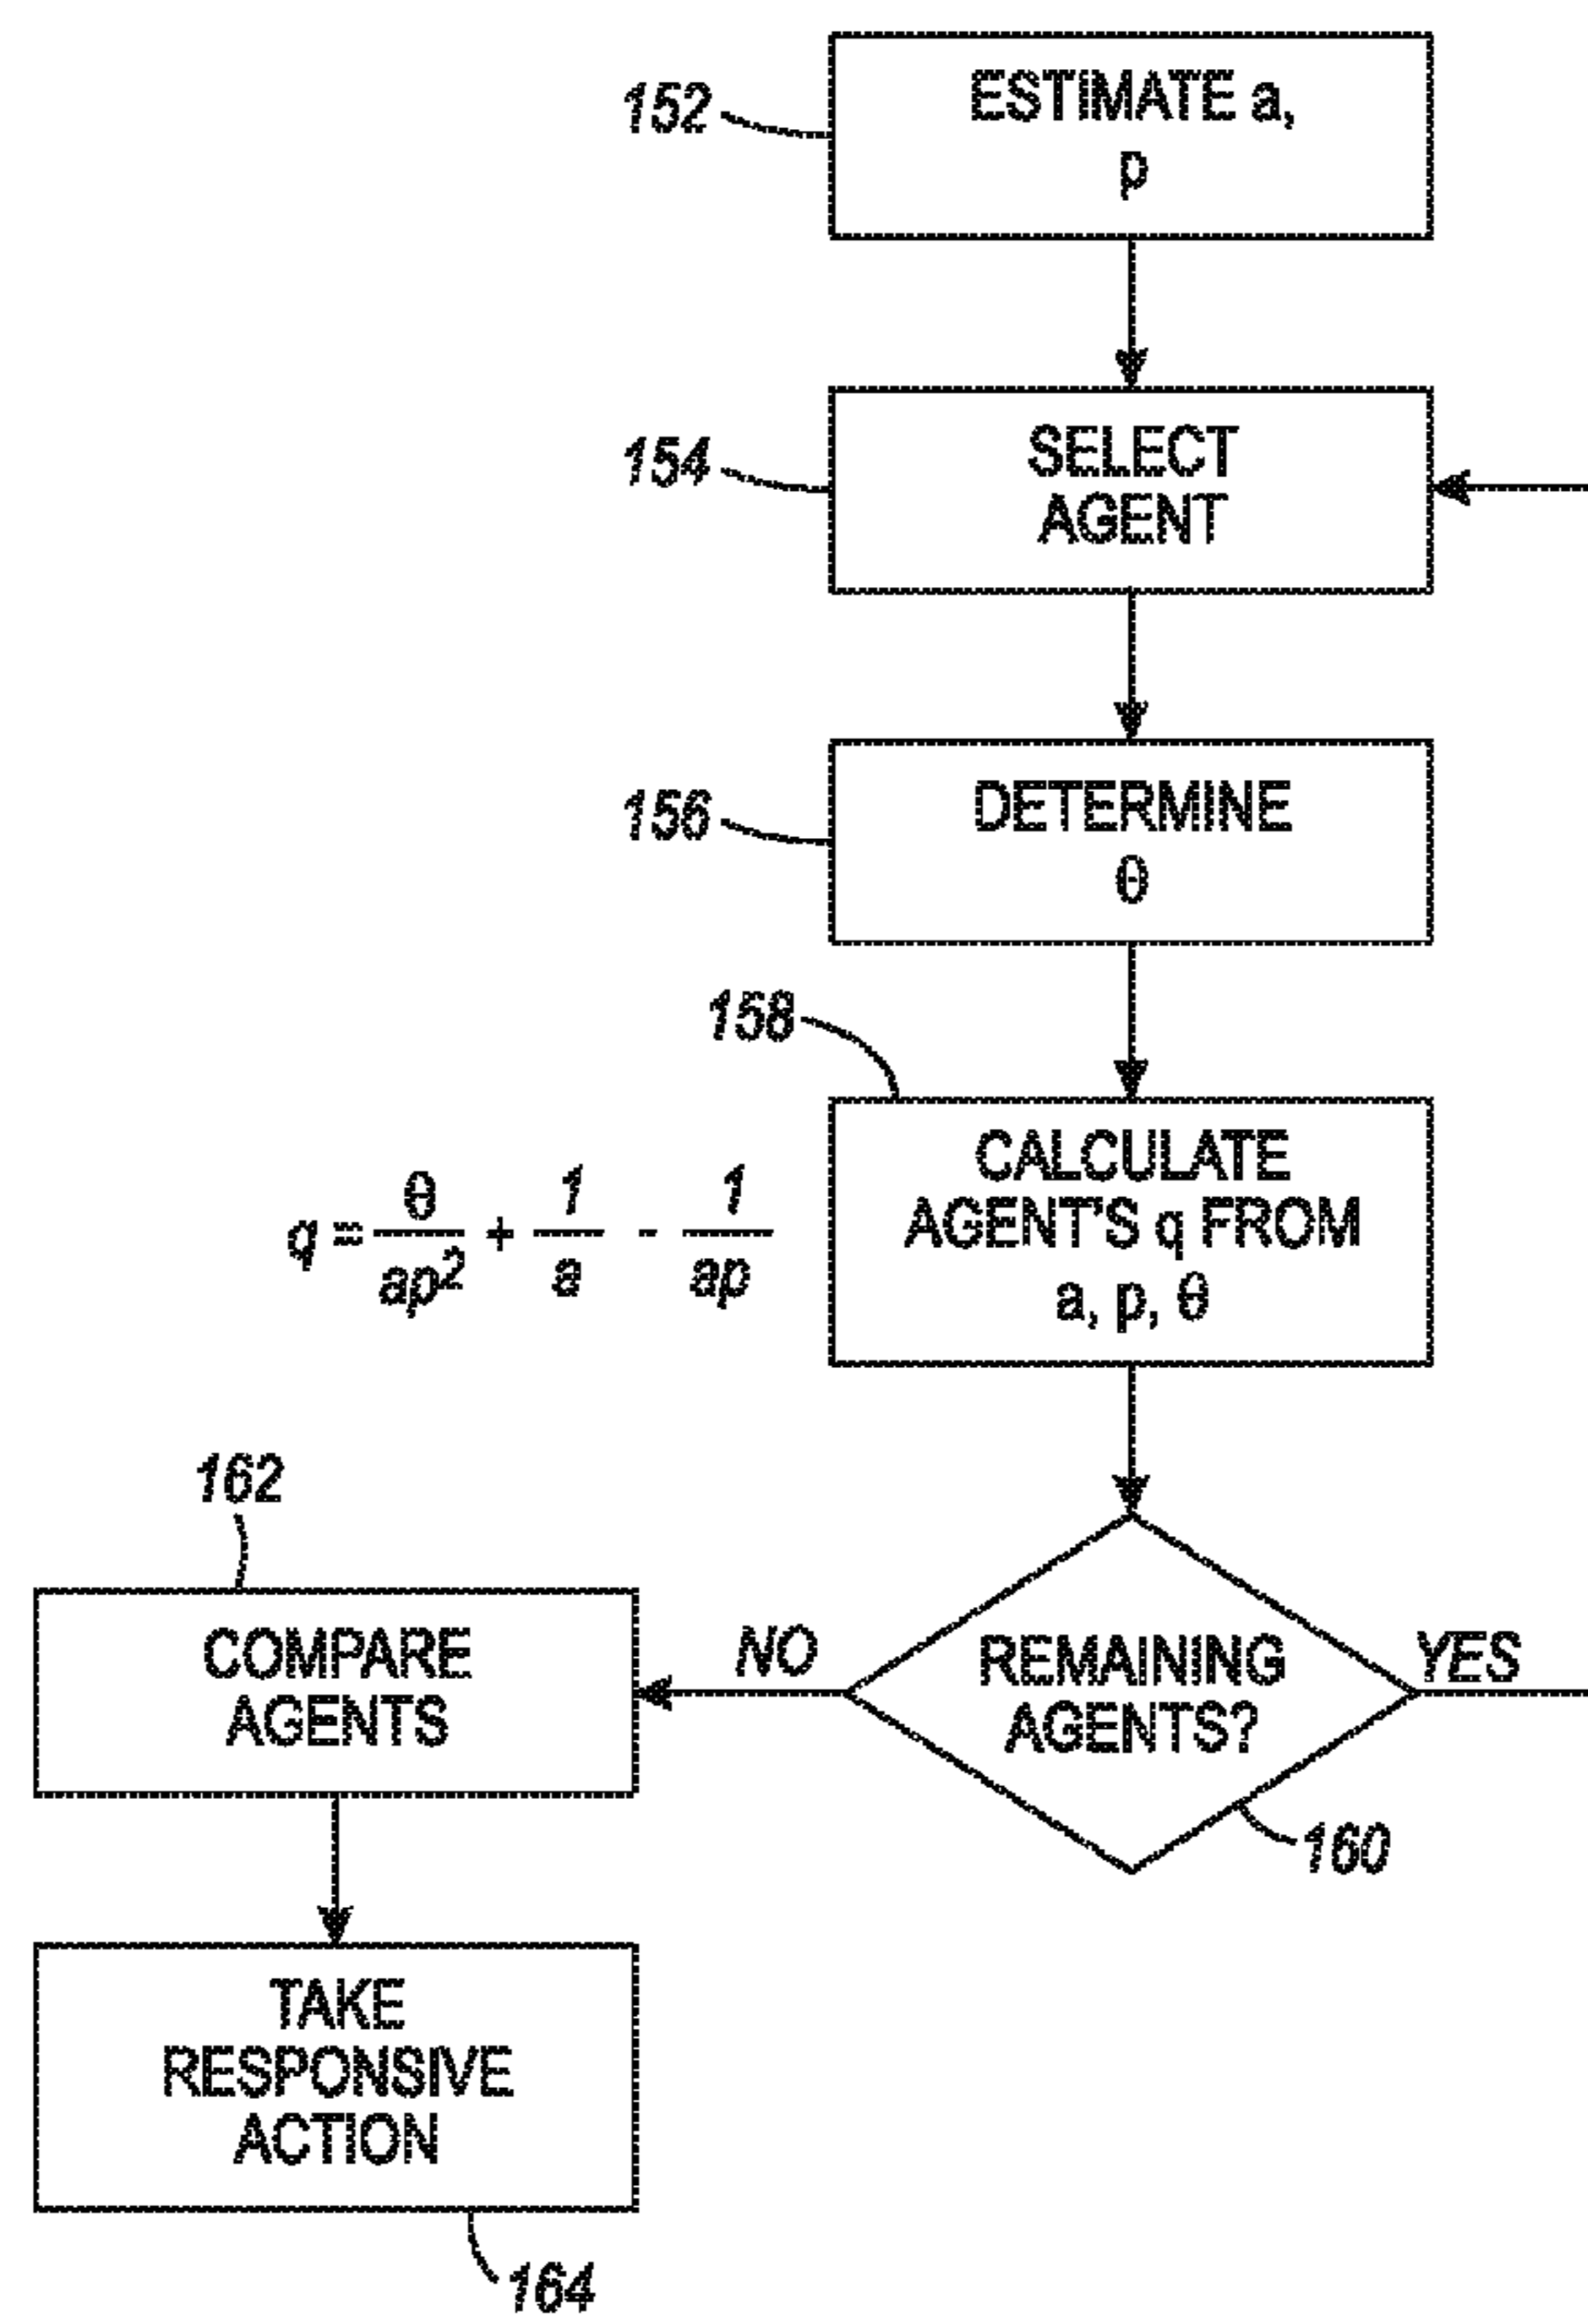 152
ESTIMATE a,
p
154
SELECT
AGENT
156
DETERMINE
θ
158
CALCULATE
AGENT'S q FROM
a, p, θ
q = θ/ap² + 1/a - 1/ap
162
COMPARE
AGENTS
NO
REMAINING
AGENTS?
YES
160
TAKE
RESPONSIVE
ACTION
164